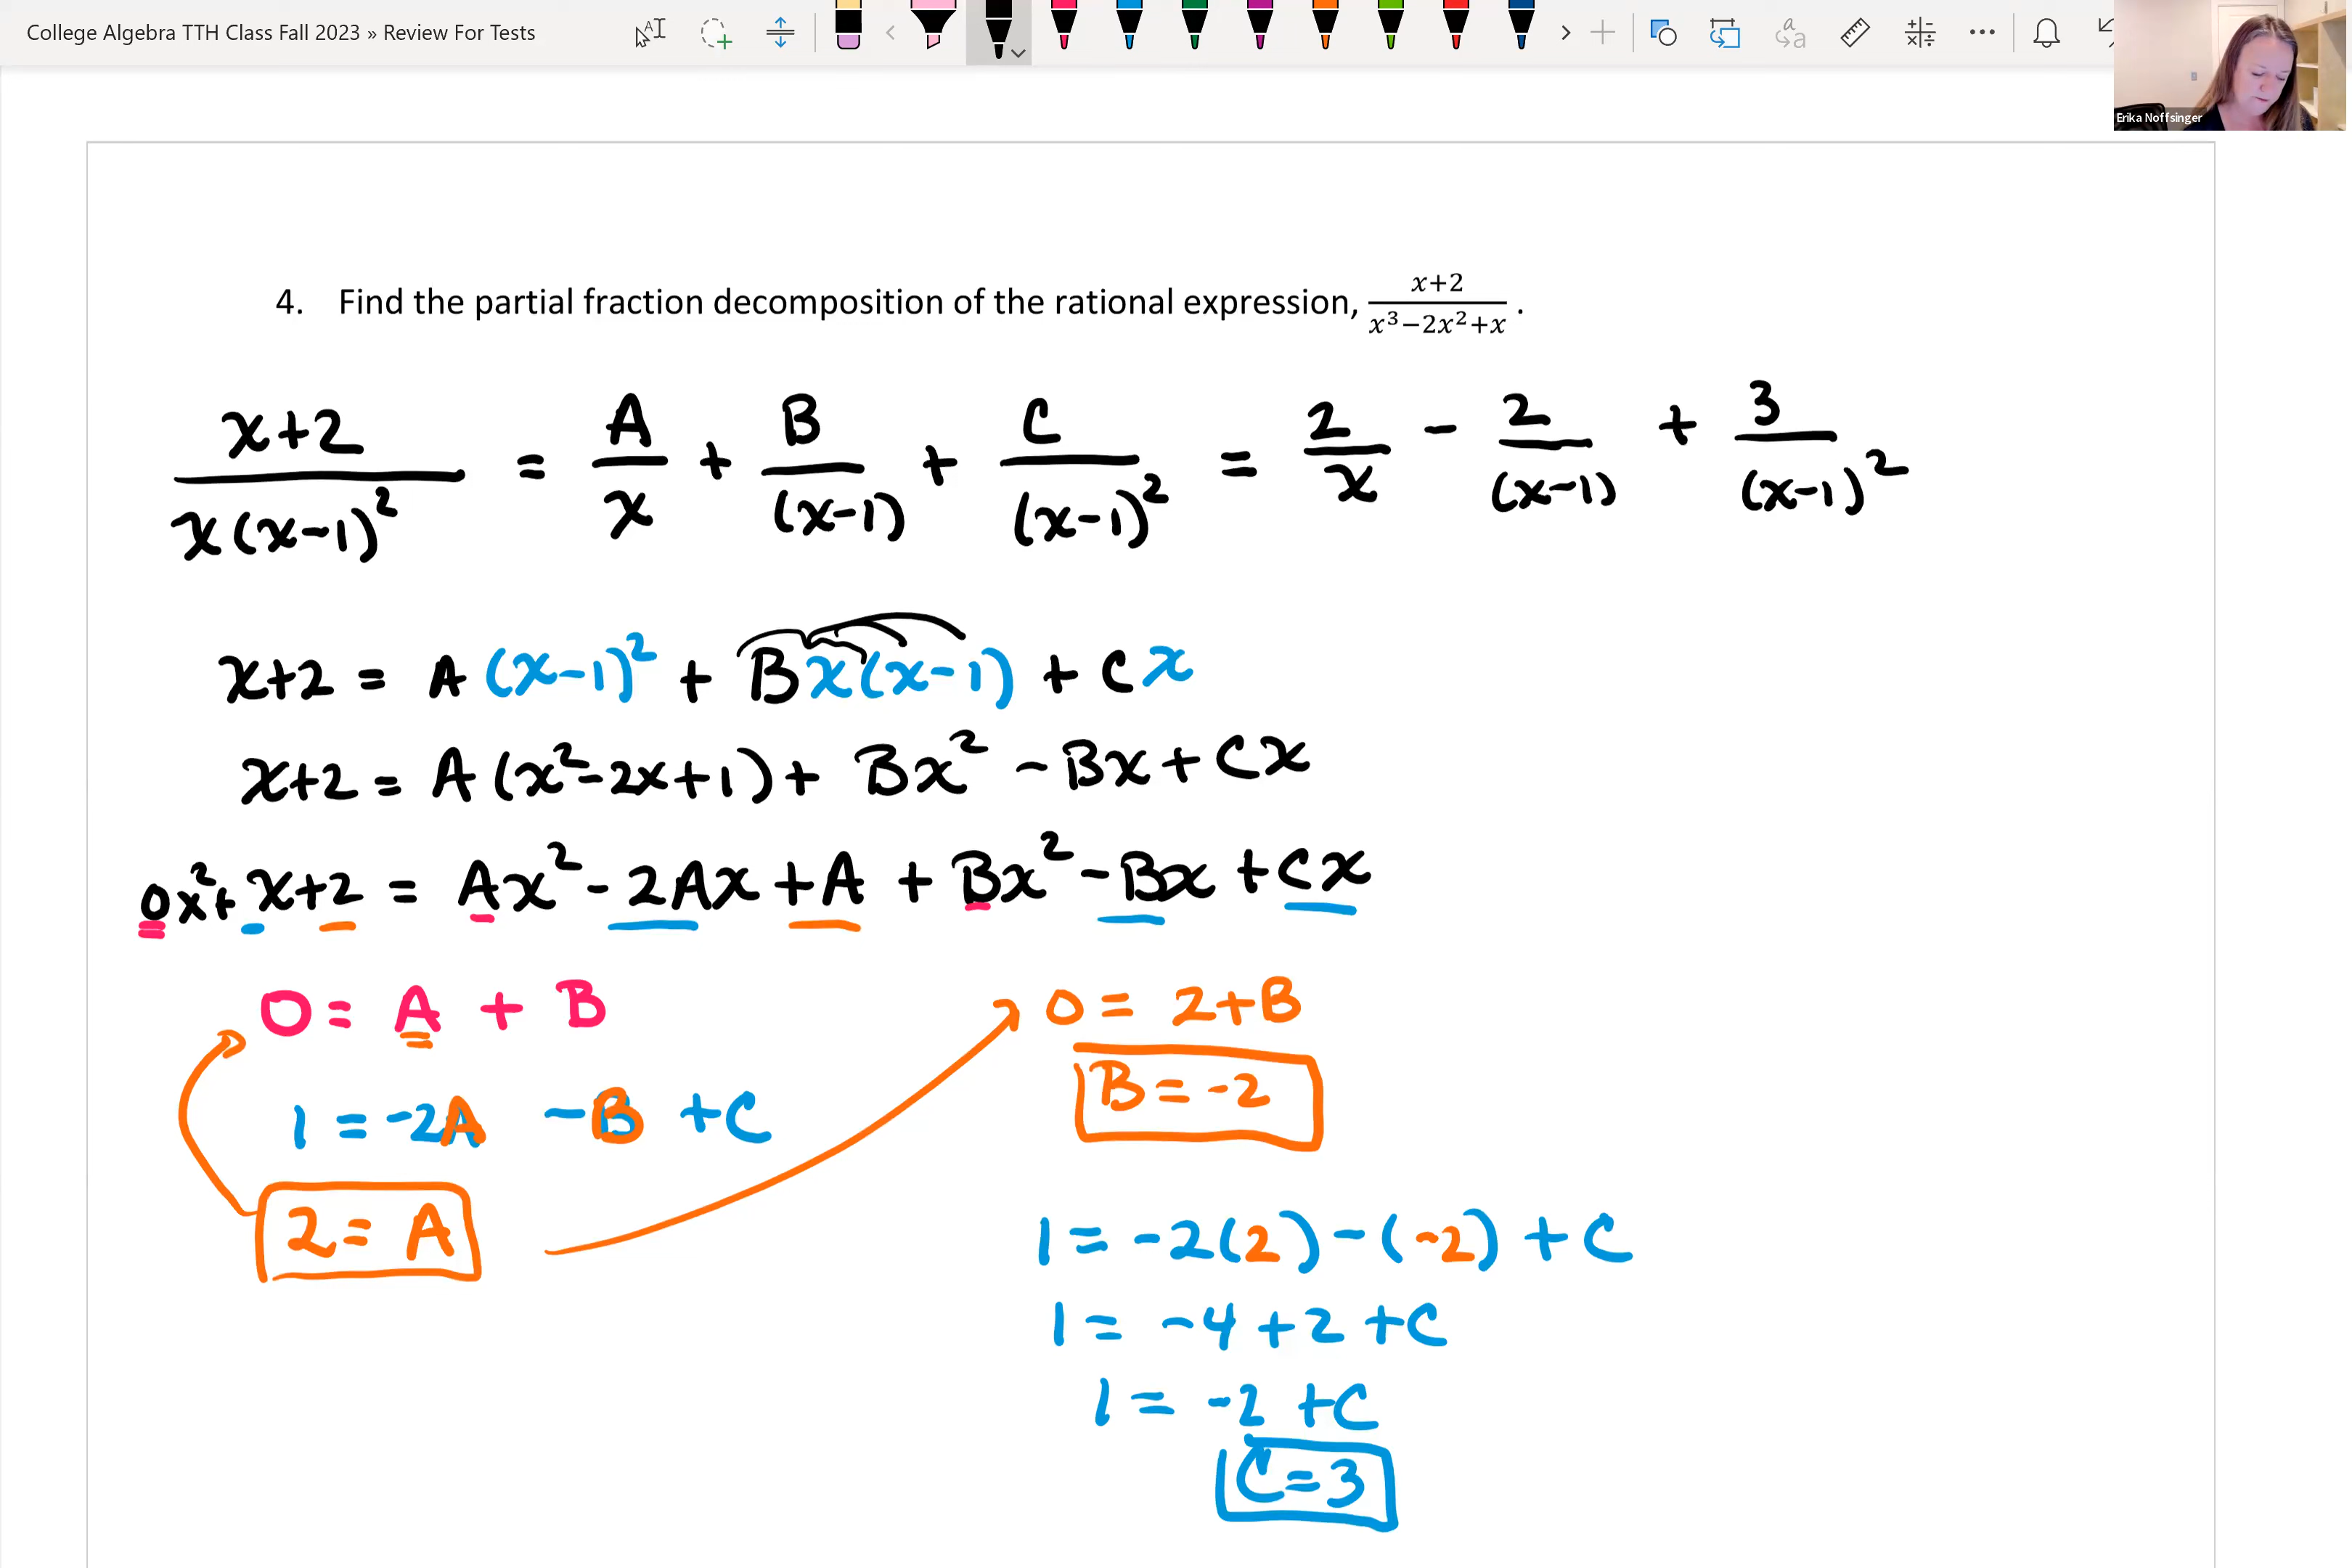 College Algebra TTH Class Fall 2023 » Review For Tests
Erika Noffsinger
4. Find the partial fraction decomposition of the rational expression, (x+2)/(x³−2x²+x) .
(x+2)/(x(x-1)²) = A/x + B/(x-1) + C/(x-1)² = 2/x - 2/(x-1) + 3/(x-1)²
x+2 = A(x-1)² + Bx(x-1) + Cx
x+2 = A(x²-2x+1) + Bx² - Bx + Cx
0x²+x+2 = Ax² - 2Ax + A + Bx² - Bx + Cx
0 = A + B
1 = -2A - B + C
2 = A
0 = 2+B
B = -2
1 = -2(2) - (-2) + C
1 = -4 + 2 + C
1 = -2 + C
C = 3